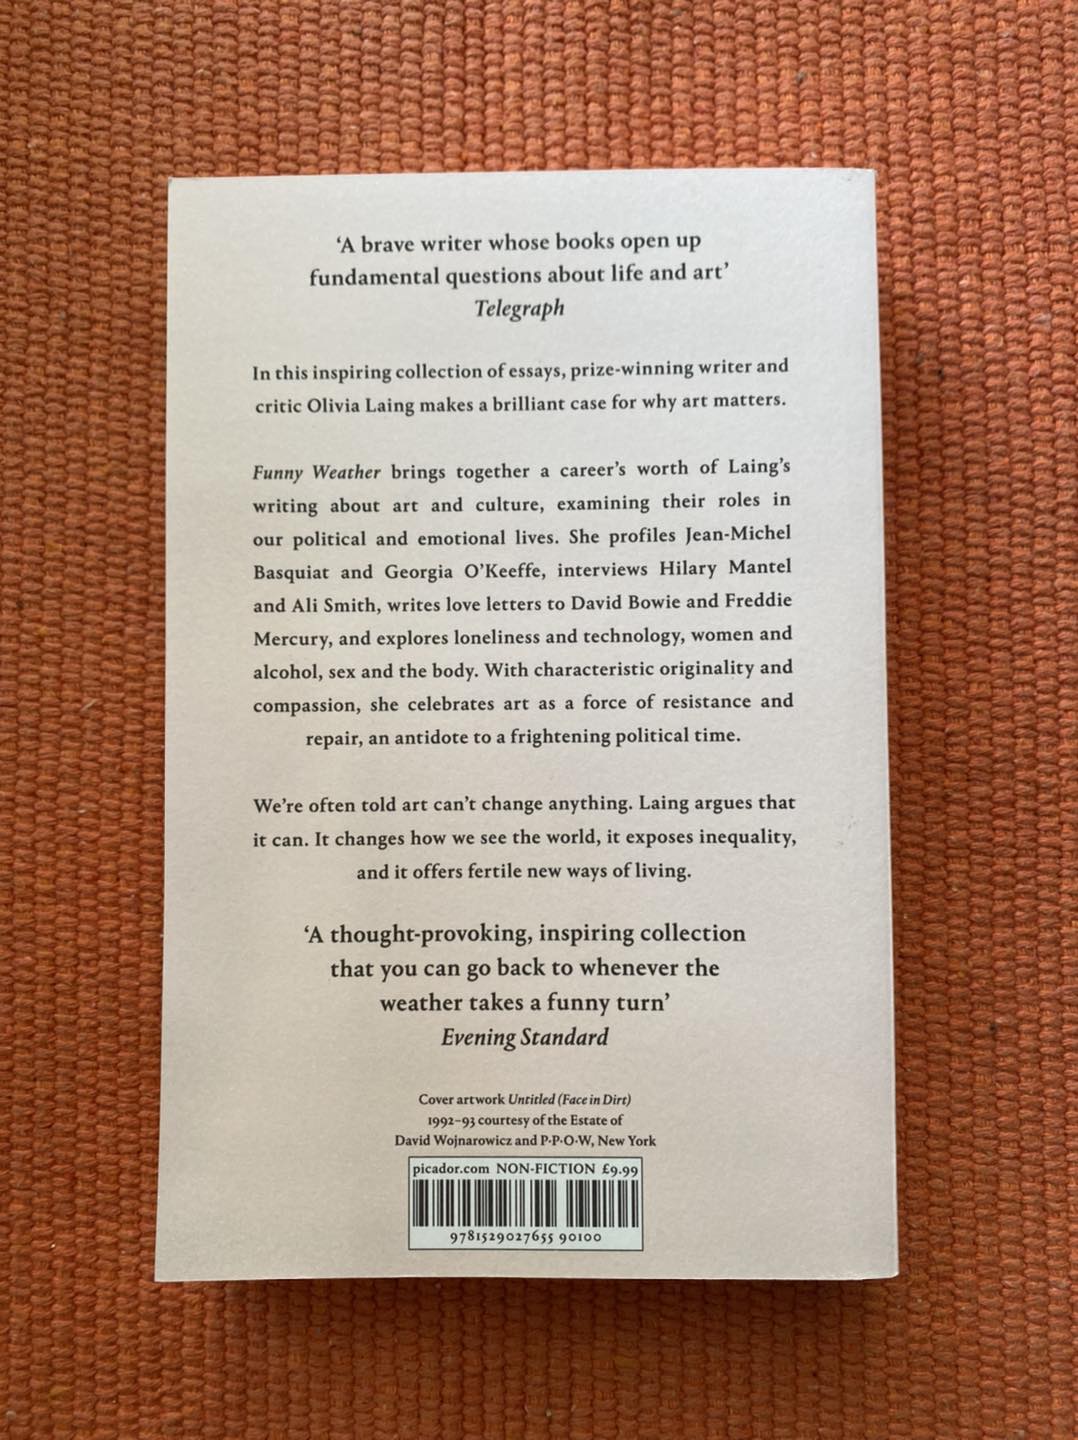 ‘A brave writer whose books open up
fundamental questions about life and art’
Telegraph
In this inspiring collection of essays, prize-winning writer and
critic Olivia Laing makes a brilliant case for why art matters.
Funny Weather brings together a career’s worth of Laing’s
writing about art and culture, examining their roles in
our political and emotional lives. She profiles Jean-Michel
Basquiat and Georgia O’Keeffe, interviews Hilary Mantel
and Ali Smith, writes love letters to David Bowie and Freddie
Mercury, and explores loneliness and technology, women and
alcohol, sex and the body. With characteristic originality and
compassion, she celebrates art as a force of resistance and
repair, an antidote to a frightening political time.
We’re often told art can’t change anything. Laing argues that
it can. It changes how we see the world, it exposes inequality,
and it offers fertile new ways of living.
‘A thought-provoking, inspiring collection
that you can go back to whenever the
weather takes a funny turn’
Evening Standard
Cover artwork Untitled (Face in Dirt)
1992–93 courtesy of the Estate of
David Wojnarowicz and P·P·O·W, New York
picador.com NON-FICTION £9.99
9781529027655 90100